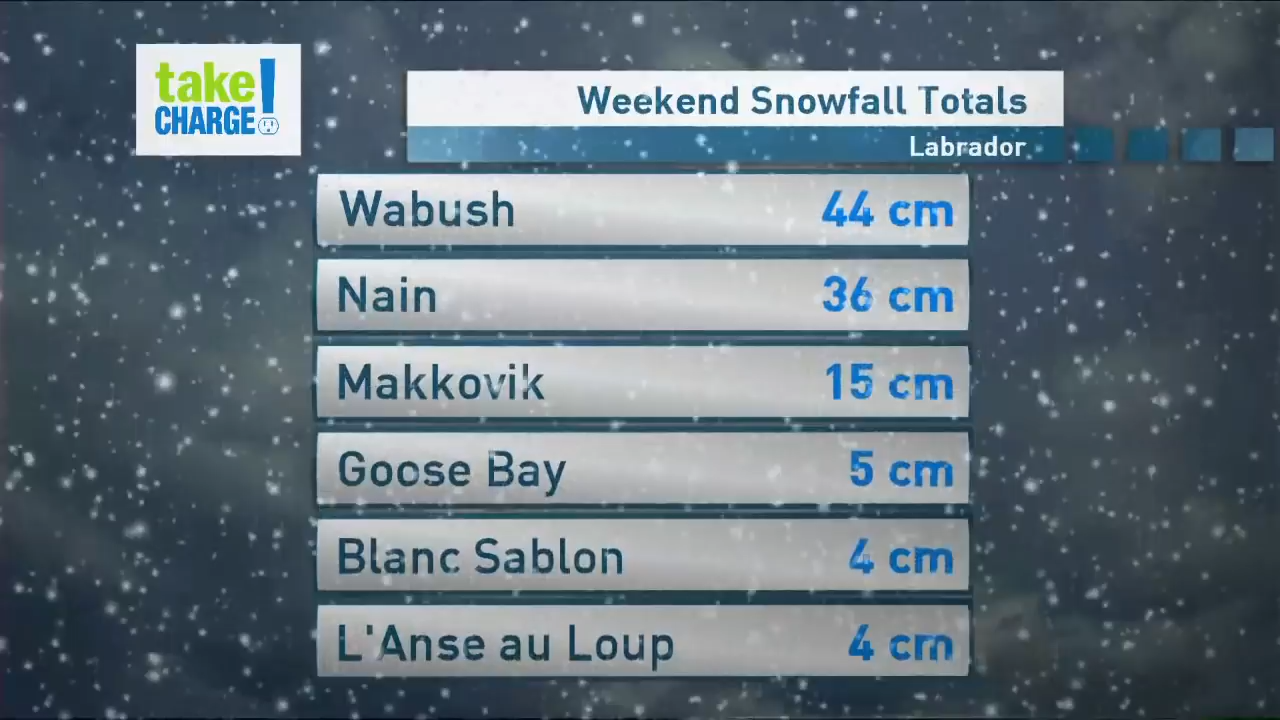 take!
CHARGE
Weekend Snowfall Totals
Labrador
Wabush 44 cm
Nain 36 cm
Makkovik 15 cm
Goose Bay 5 cm
Blanc Sablon 4 cm
L'Anse au Loup 4 cm